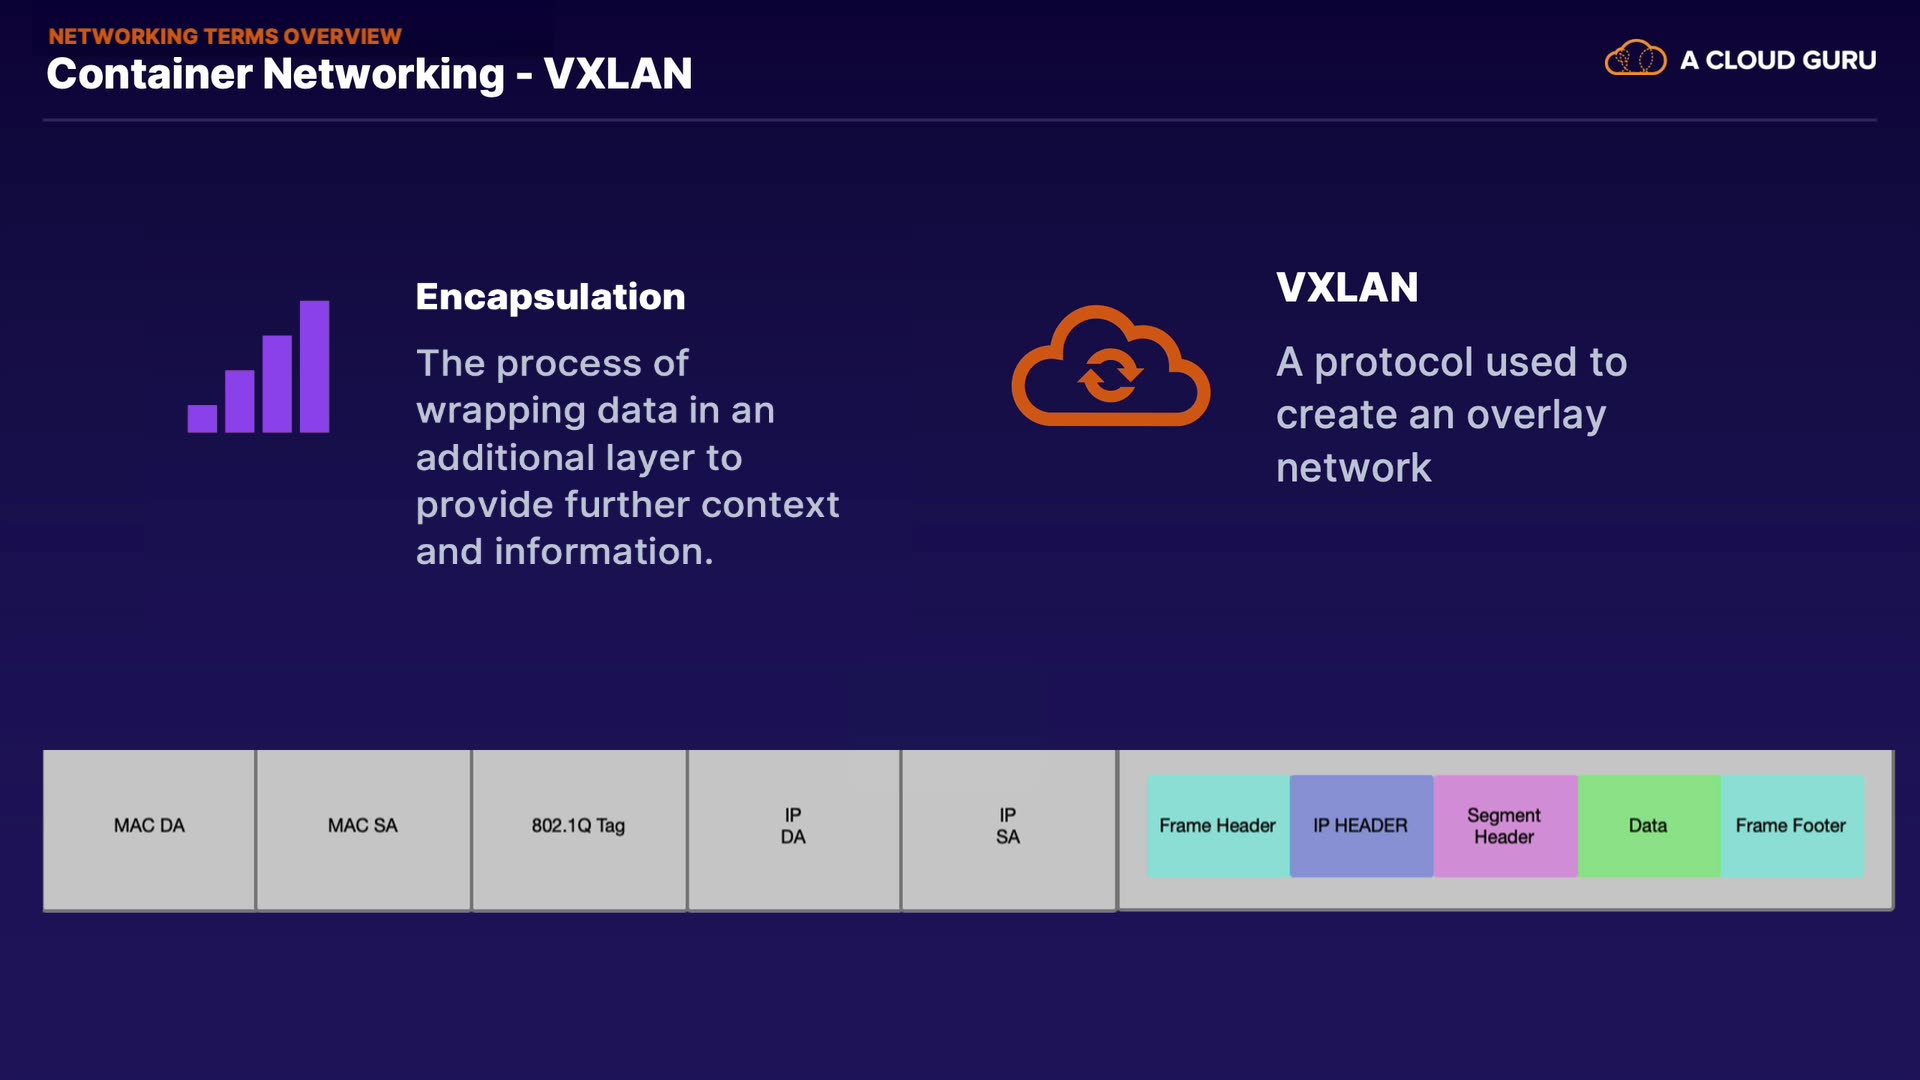 NETWORKING TERMS OVERVIEW
Container Networking - VXLAN
A CLOUD GURU
Encapsulation
The process of
wrapping data in an
additional layer to
provide further context
and information.
VXLAN
A protocol used to
create an overlay
network
MAC DA
MAC SA
802.1Q Tag
IP
DA
IP
SA
Frame Header
IP HEADER
Segment
Header
Data
Frame Footer